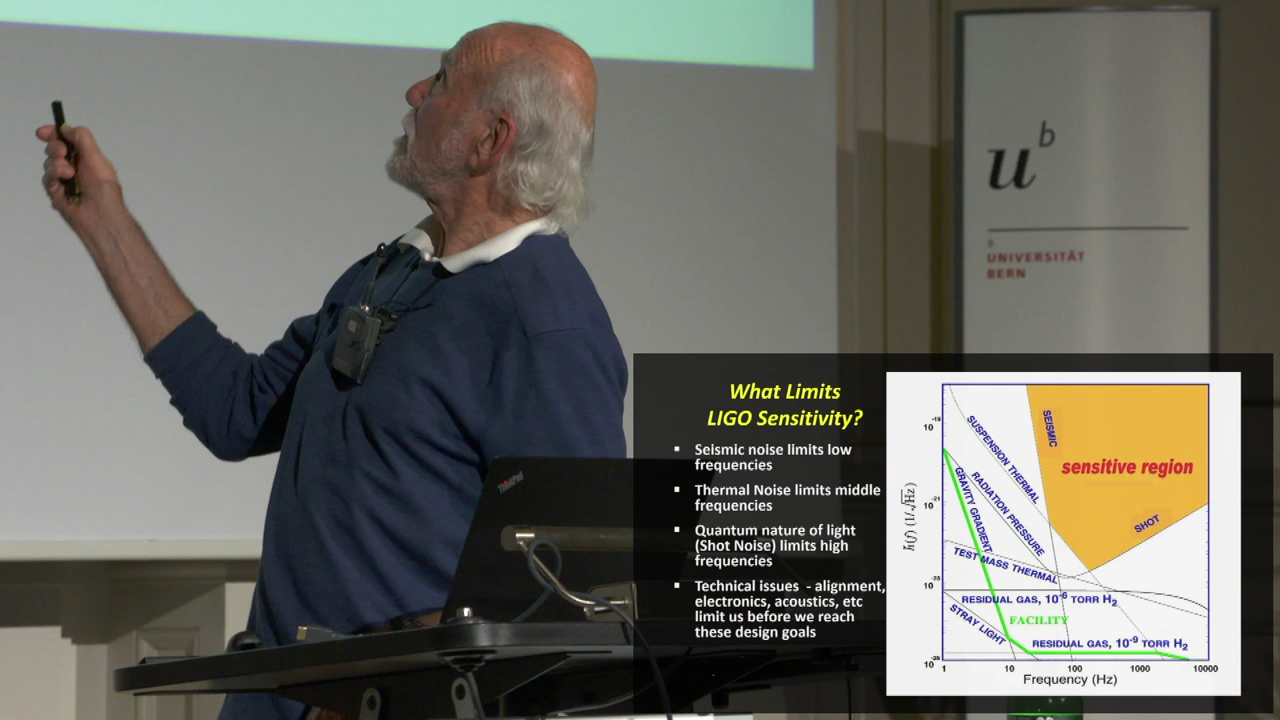 u
b
b
UNIVERSITÄT
BERN
ThinkPad
What Limits
LIGO Sensitivity?
▪ Seismic noise limits low
frequencies
▪ Thermal Noise limits middle
frequencies
▪ Quantum nature of light
(Shot Noise) limits high
frequencies
▪ Technical issues - alignment,
electronics, acoustics, etc
limit us before we reach
these design goals
10⁻¹⁹
10⁻²¹
10⁻²³
h̃(f) (1/√Hz)
SEISMIC
SUSPENSION THERMAL
sensitive region
RADIATION PRESSURE
GRAVITY GRADIENT
SHOT
TEST MASS THERMAL
RESIDUAL GAS, 10⁻⁶ TORR H₂
FACILITY
STRAY LIGHT
RESIDUAL GAS, 10⁻⁹ TORR H₂
1
10
100
1000
10000
Frequency (Hz)